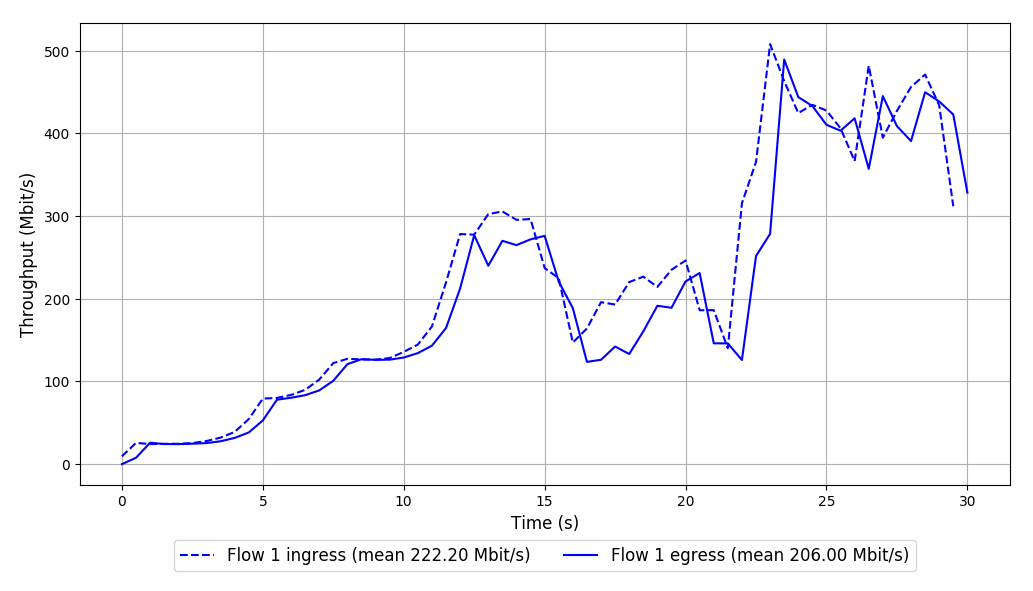 500
400
300
200
100
0
Throughput (Mbit/s)
0 5 10 15 20 25 30
Time (s)
Flow 1 ingress (mean 222.20 Mbit/s) Flow 1 egress (mean 206.00 Mbit/s)